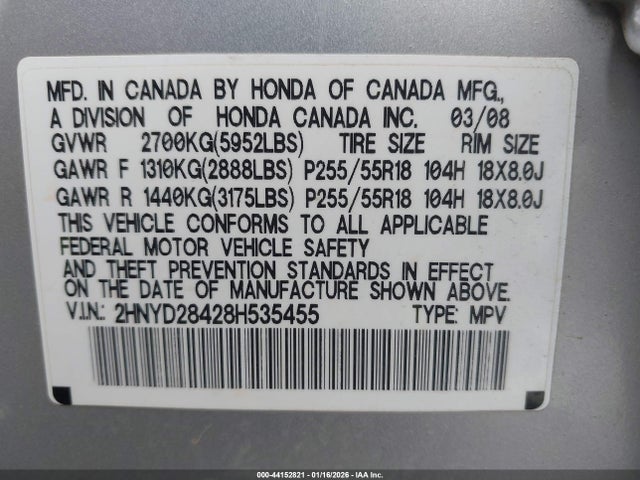 MFD. IN CANADA BY HONDA OF CANADA MFG.,
A DIVISION OF HONDA CANADA INC. 03/08
GVWR 2700KG(5952LBS) TIRE SIZE RIM SIZE
GAWR F 1310KG(2888LBS) P255/55R18 104H 18X8.0J
GAWR R 1440KG(3175LBS) P255/55R18 104H 18X8.0J
THIS VEHICLE CONFORMS TO ALL APPLICABLE
FEDERAL MOTOR VEHICLE SAFETY
AND THEFT PREVENTION STANDARDS IN EFFECT
ON THE DATE OF MANUFACTURE SHOWN ABOVE.
V.I.N.: 2HNYD28428H535455 TYPE: MPV
000-44152821 - 01/16/2026 - IAA Inc.